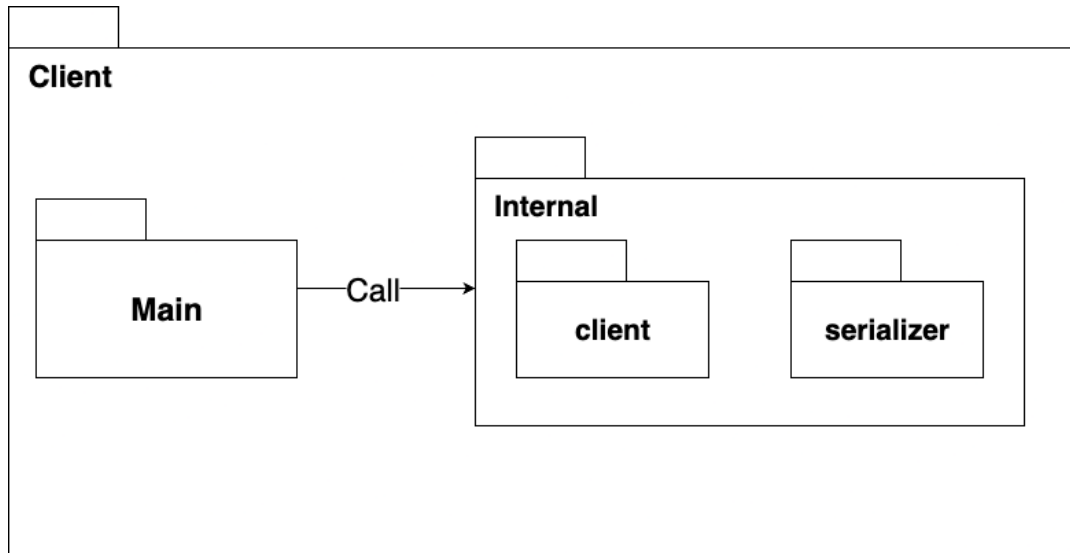 Client
Internal
Main
Call
client
serializer